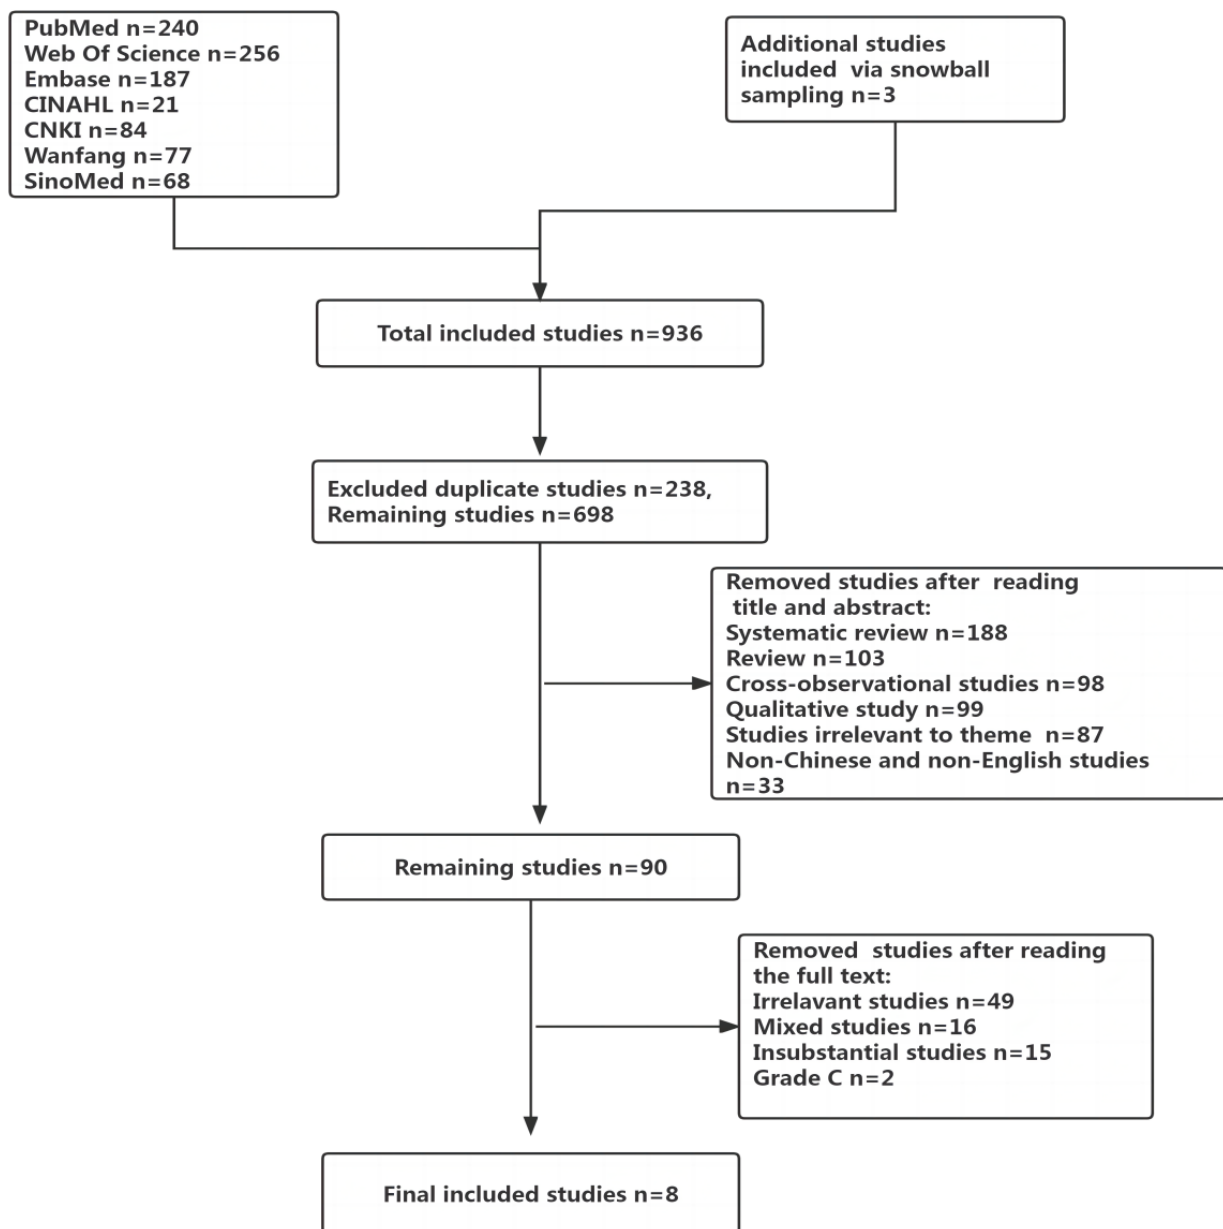 PubMed n=240
Web Of Science n=256
Embase n=187
CINAHL n=21
CNKI n=84
Wanfang n=77
SinoMed n=68
Additional studies
included via snowball
sampling n=3
Total included studies n=936
Excluded duplicate studies n=238,
Remaining studies n=698
Removed studies after reading
title and abstract:
Systematic review n=188
Review n=103
Cross-observational studies n=98
Qualitative study n=99
Studies irrelevant to theme n=87
Non-Chinese and non-English studies
n=33
Remaining studies n=90
Removed studies after reading
the full text:
Irrelavant studies n=49
Mixed studies n=16
Insubstantial studies n=15
Grade C n=2
Final included studies n=8